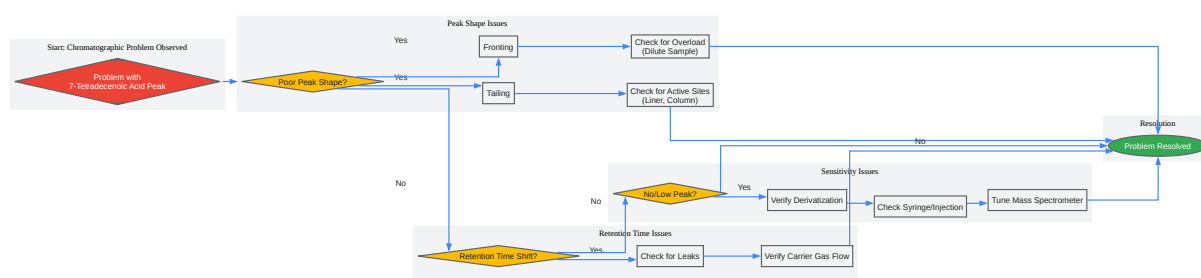 Start: Chromatographic Problem Observed
Problem with
7-Tetradecenoic Acid Peak
Peak Shape Issues
Poor Peak Shape?
Yes
Fronting
Check for Overload
(Dilute Sample)
Yes
Tailing
Check for Active Sites
(Liner, Column)
No
Resolution
Problem Resolved
No
Sensitivity Issues
No/Low Peak?
Yes
Verify Derivatization
Check Syringe/Injection
Tune Mass Spectrometer
No
Retention Time Issues
Retention Time Shift?
Yes
Check for Leaks
Verify Carrier Gas Flow